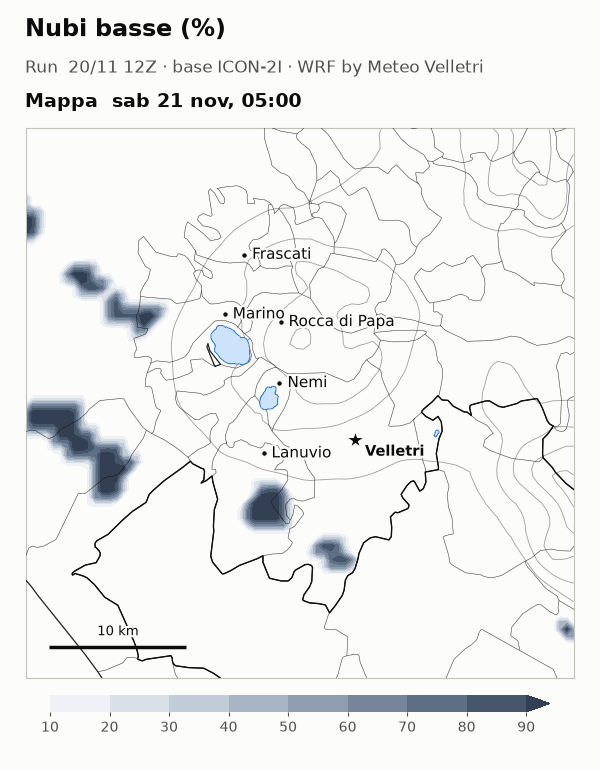 Nubi basse (%)
Run  20/11 12Z · base ICON-2I · WRF by Meteo Velletri
Mappa  sab 21 nov, 05:00
Frascati
Marino
Rocca di Papa
Nemi
Velletri
Lanuvio
10 km
10 20 30 40 50 60 70 80 90